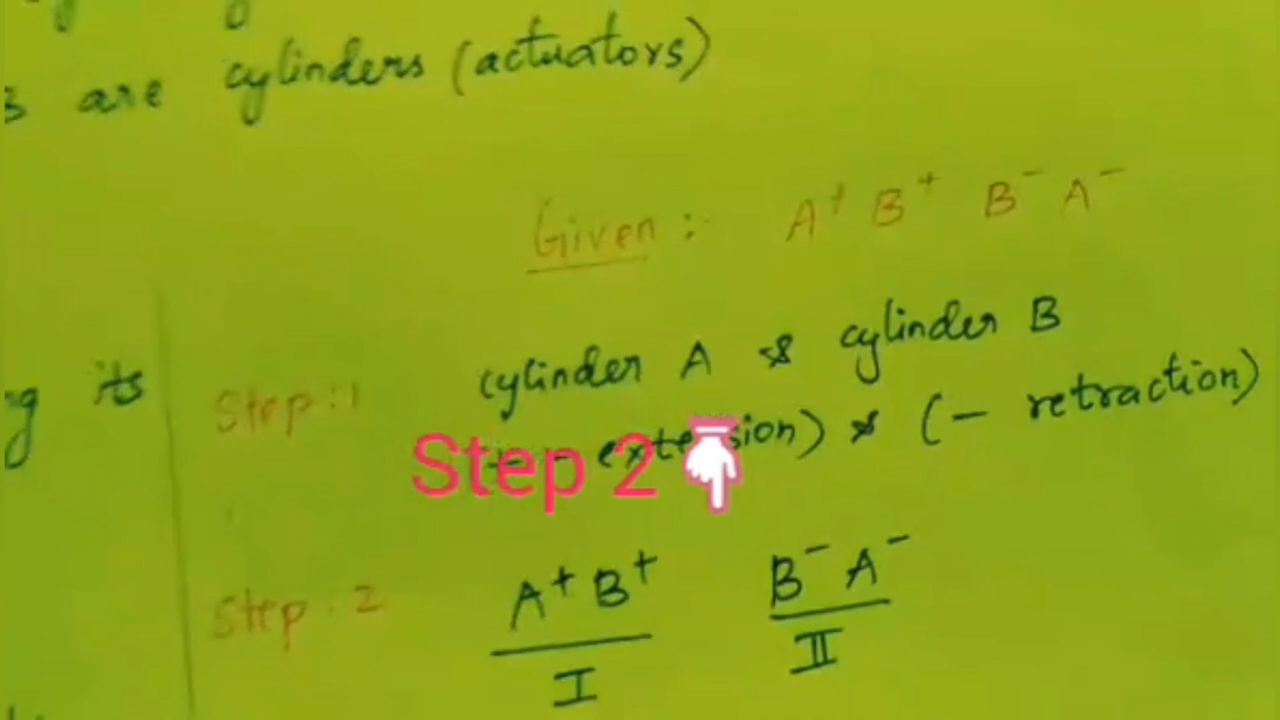 are cylinders (actuators)
Given :- A⁺ B⁺ B⁻ A⁻
its
Step:1 cylinder A & cylinder B
extension) & (- retraction)
Step 2👇
Step:2 A⁺ B⁺ B⁻ A⁻
I II